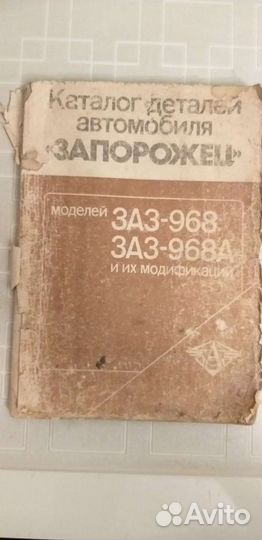 Каталог деталей
автомобиля
«ЗАПОРОЖЕЦ»
моделей ЗАЗ-968
ЗАЗ-968А
и их модификаций
Avito